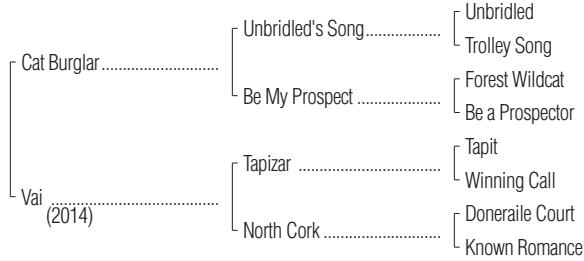 Unbridled
Unbridled's Song....................
Trolley Song
Cat Burglar.............................
Forest Wildcat
Be My Prospect .....................
Be a Prospector
Tapit
Tapizar ....................................
Winning Call
Vai ..........................................
(2014)
Doneraile Court
North Cork..............................
Known Romance